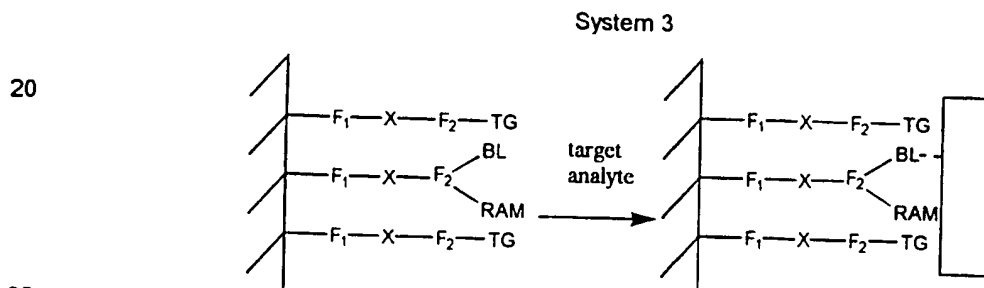 System 3
20
F₁—X—F₂—TG F₁—X—F₂—TG
BL target BL-
F₁—X—F₂ analyte F₁—X—F₂
RAM RAM
F₁—X—F₂—TG F₁—X—F₂—TG